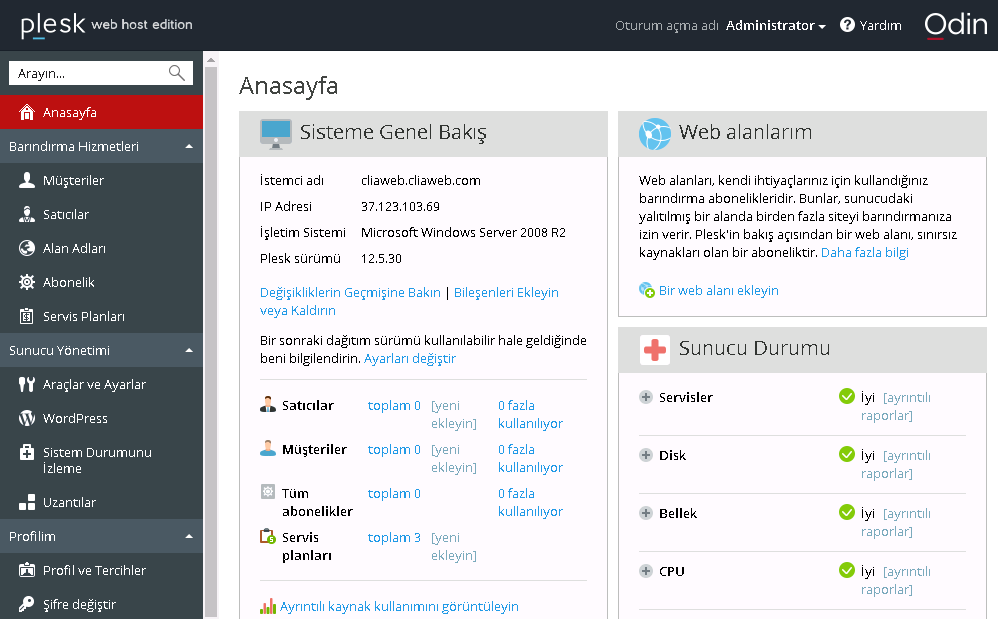 plesk web host edition
Oturum açma adı Administrator Yardım Odin
Arayın...
Anasayfa
Barındırma Hizmetleri
Müşteriler
Satıcılar
Alan Adları
Abonelik
Servis Planları
Sunucu Yönetimi
Araçlar ve Ayarlar
WordPress
Sistem Durumunu
İzleme
Uzantılar
Profilim
Profil ve Tercihler
Şifre değiştir
Anasayfa
Sisteme Genel Bakış
İstemci adı cliaweb.cliaweb.com
IP Adresi 37.123.103.69
İşletim Sistemi Microsoft Windows Server 2008 R2
Plesk sürümü 12.5.30
Değişikliklerin Geçmişine Bakın | Bileşenleri Ekleyin
veya Kaldırın
Bir sonraki dağıtım sürümü kullanılabilir hale geldiğinde
beni bilgilendirin. Ayarları değiştir
Satıcılar toplam 0 [yeni 0 fazla
ekleyin] kullanılıyor
Müşteriler toplam 0 [yeni 0 fazla
ekleyin] kullanılıyor
Tüm toplam 0 0 fazla
abonelikler kullanılıyor
Servis toplam 3 [yeni
planları ekleyin]
Ayrıntılı kaynak kullanımını görüntüleyin
Web alanlarım
Web alanları, kendi ihtiyaçlarınız için kullandığınız
barındırma abonelikleridir. Bunlar, sunucudaki
yalıtılmış bir alanda birden fazla siteyi barındırmanıza
izin verir. Plesk'in bakış açısından bir web alanı, sınırsız
kaynakları olan bir aboneliktir. Daha fazla bilgi
Bir web alanı ekleyin
Sunucu Durumu
Servisler İyi [ayrıntılı
raporlar]
Disk İyi [ayrıntılı
raporlar]
Bellek İyi [ayrıntılı
raporlar]
CPU İyi [ayrıntılı
raporlar]